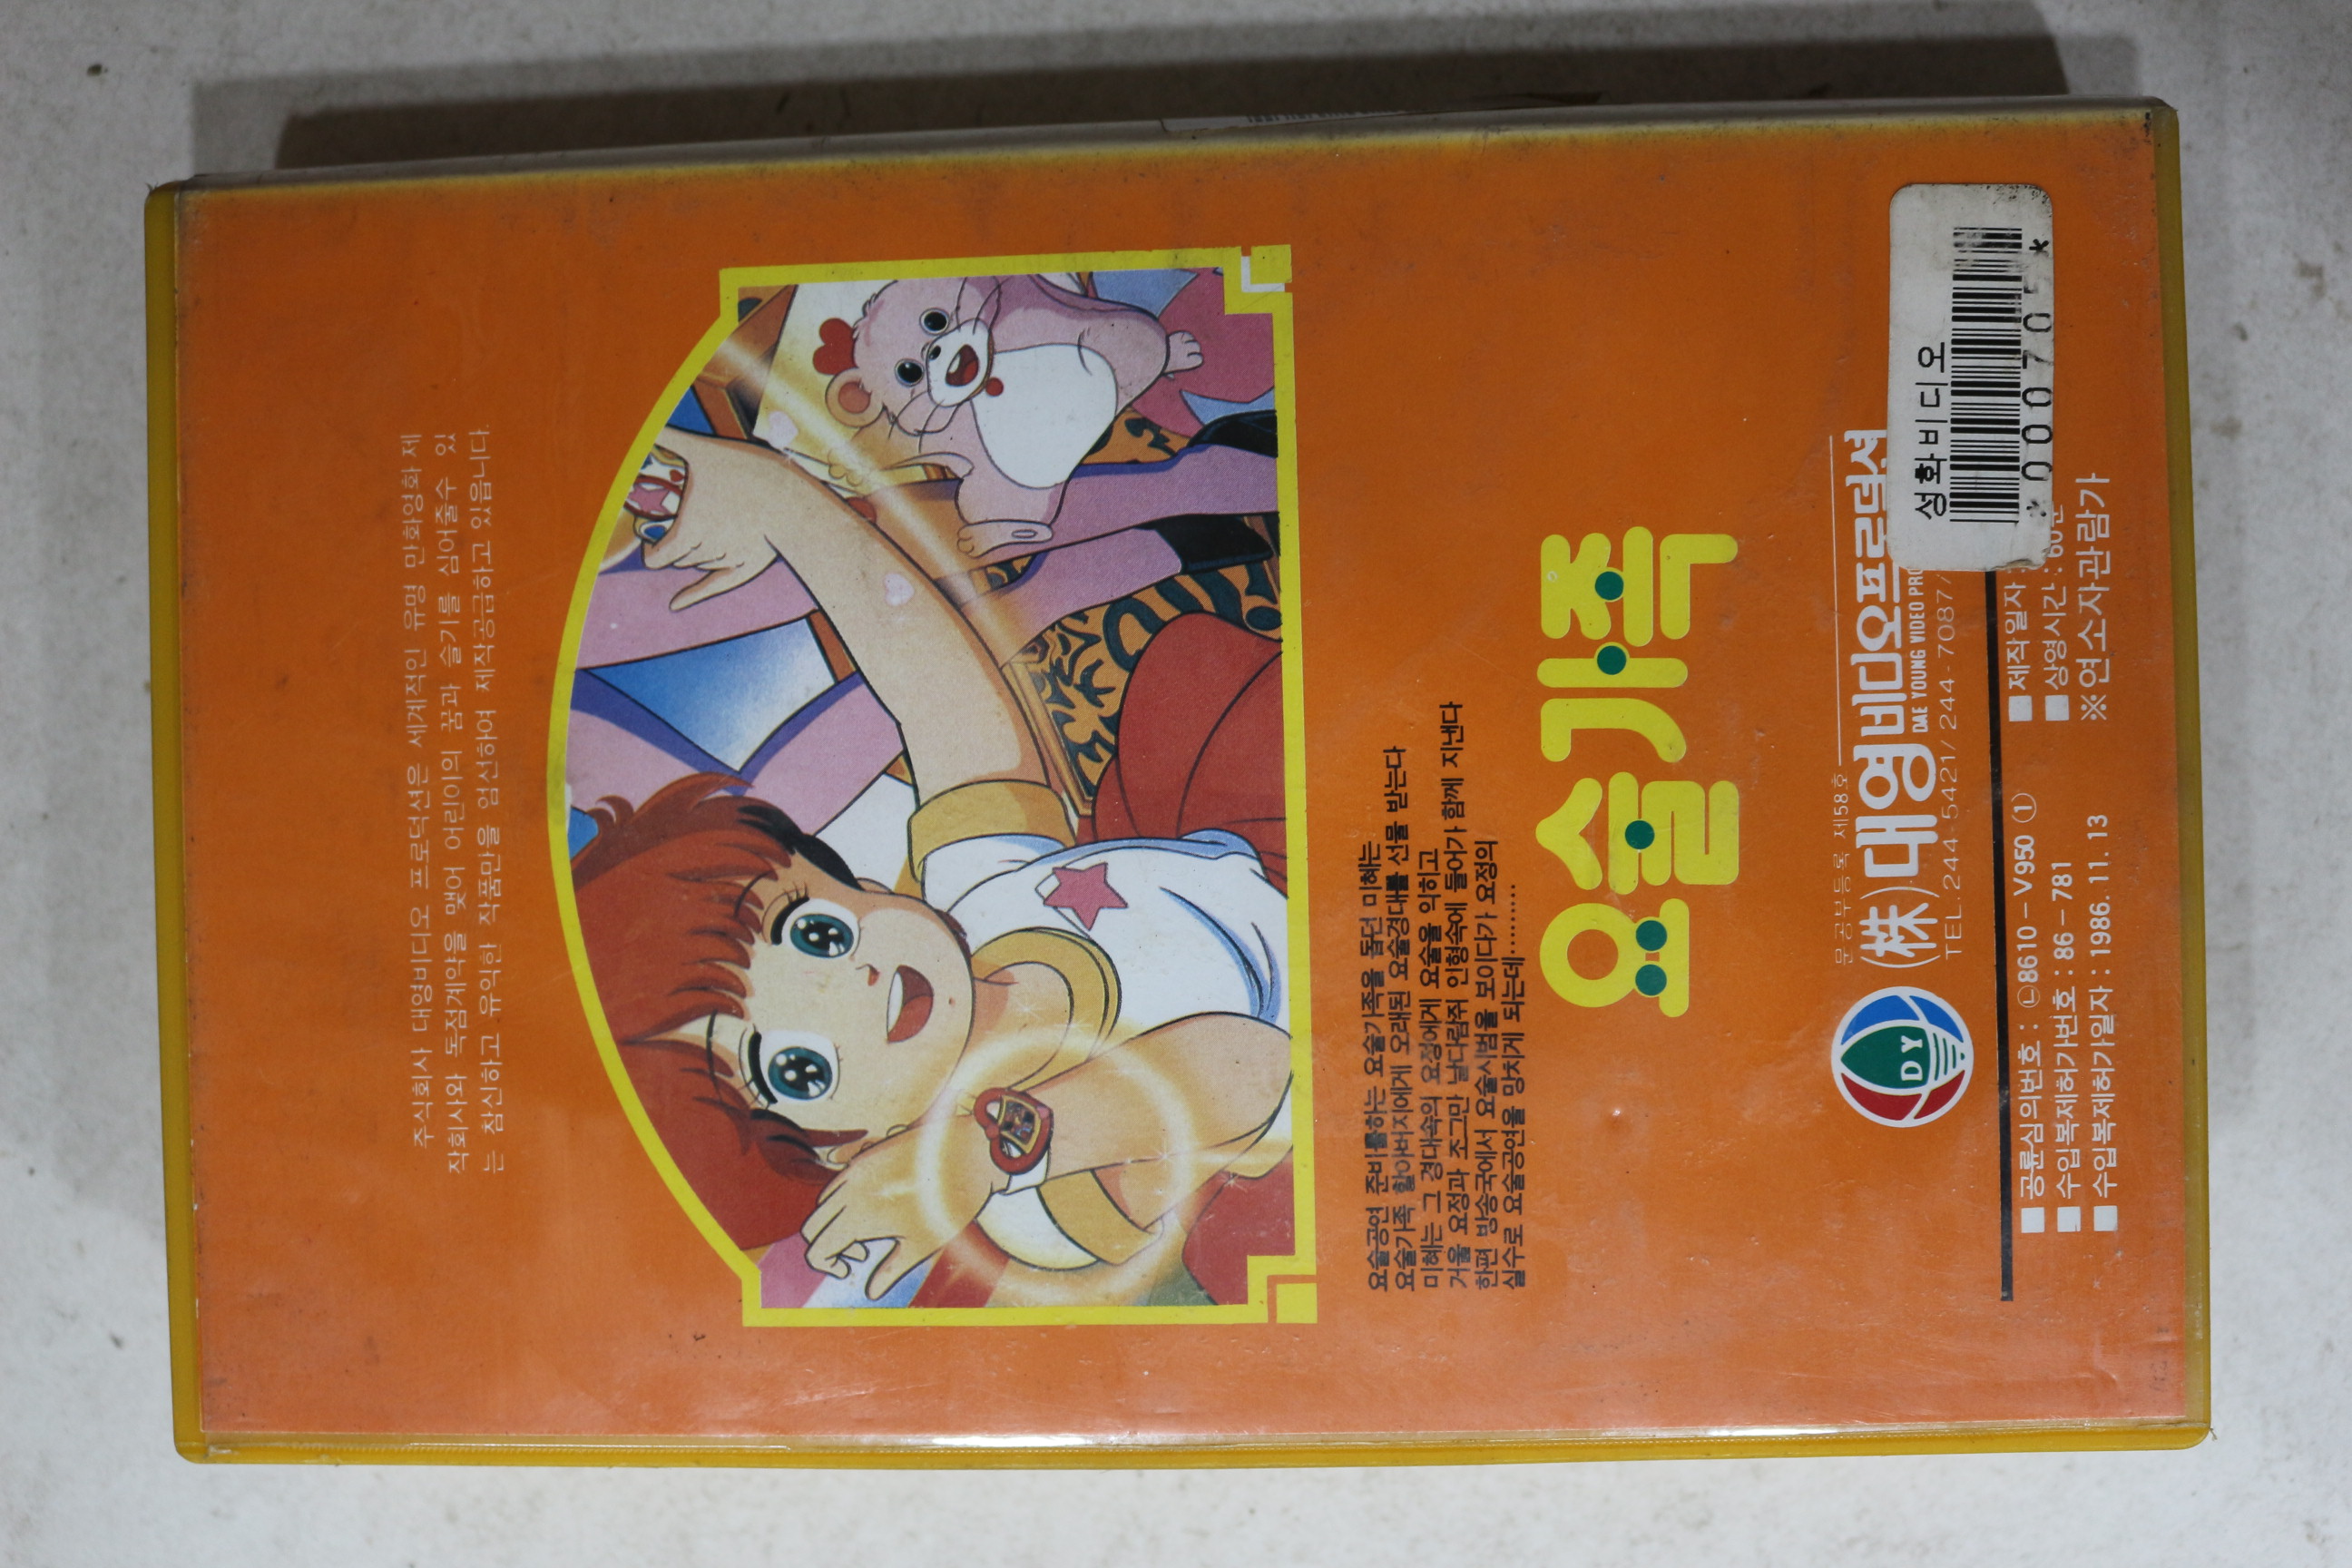 주식회사 대영비디오 프로덕션은 세계적인 유명 만화영화 제
작회사와 독점계약을 맺어 어린이의 꿈과 슬기를 심어줄수 있
는 참신하고 유익한 작품만을 엄선하여 제작공급하고 있읍니다.
요술공연 준비를하는 요술가족을 돕던 미혜는
요술가족 할아버지에게 오래된 요술경대를 선물 받는다
미혜는 그 경대속의 요정에게 요술을 익히고
거울 요정과 조그만 날다람쥐 인형속에 들어가 함께 지낸다
한편 방송국에서 요술시범을 보이다가 요정의
실수로 요술공연을 망치게 되는데·········
요술가족
문공부등록 제58호
(株)대영비디오프로덕션
DAE YOUNG VIDEO
TEL. 244-5421/ 244-7087/
DY
성화비디오
■공륜심의번호 : ㉡8610-V950 ①
■수입복제허가번호 : 86-781
■수입복제허가일자 : 1986. 11. 13
■제작일자 :
■상영시간 :
※연소자관람가